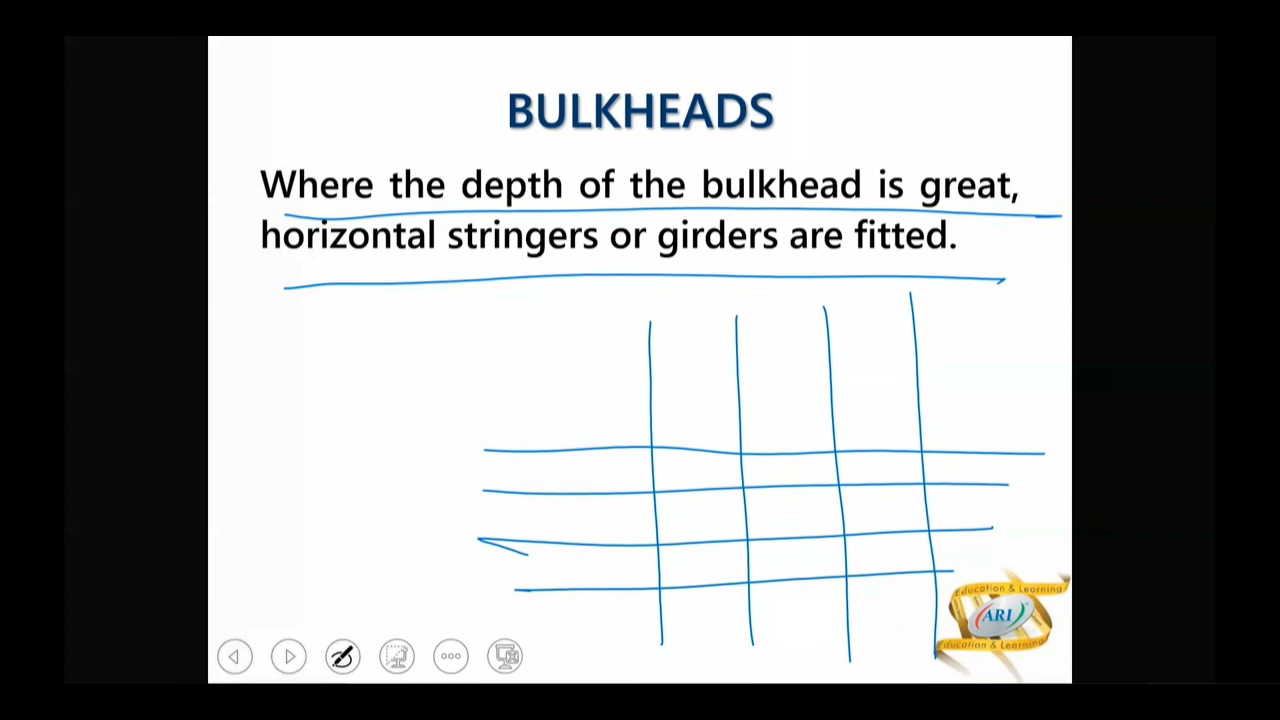 BULKHEADS
Where the depth of the bulkhead is great,
horizontal stringers or girders are fitted.
Education & Learning
ARI
Education & Learning